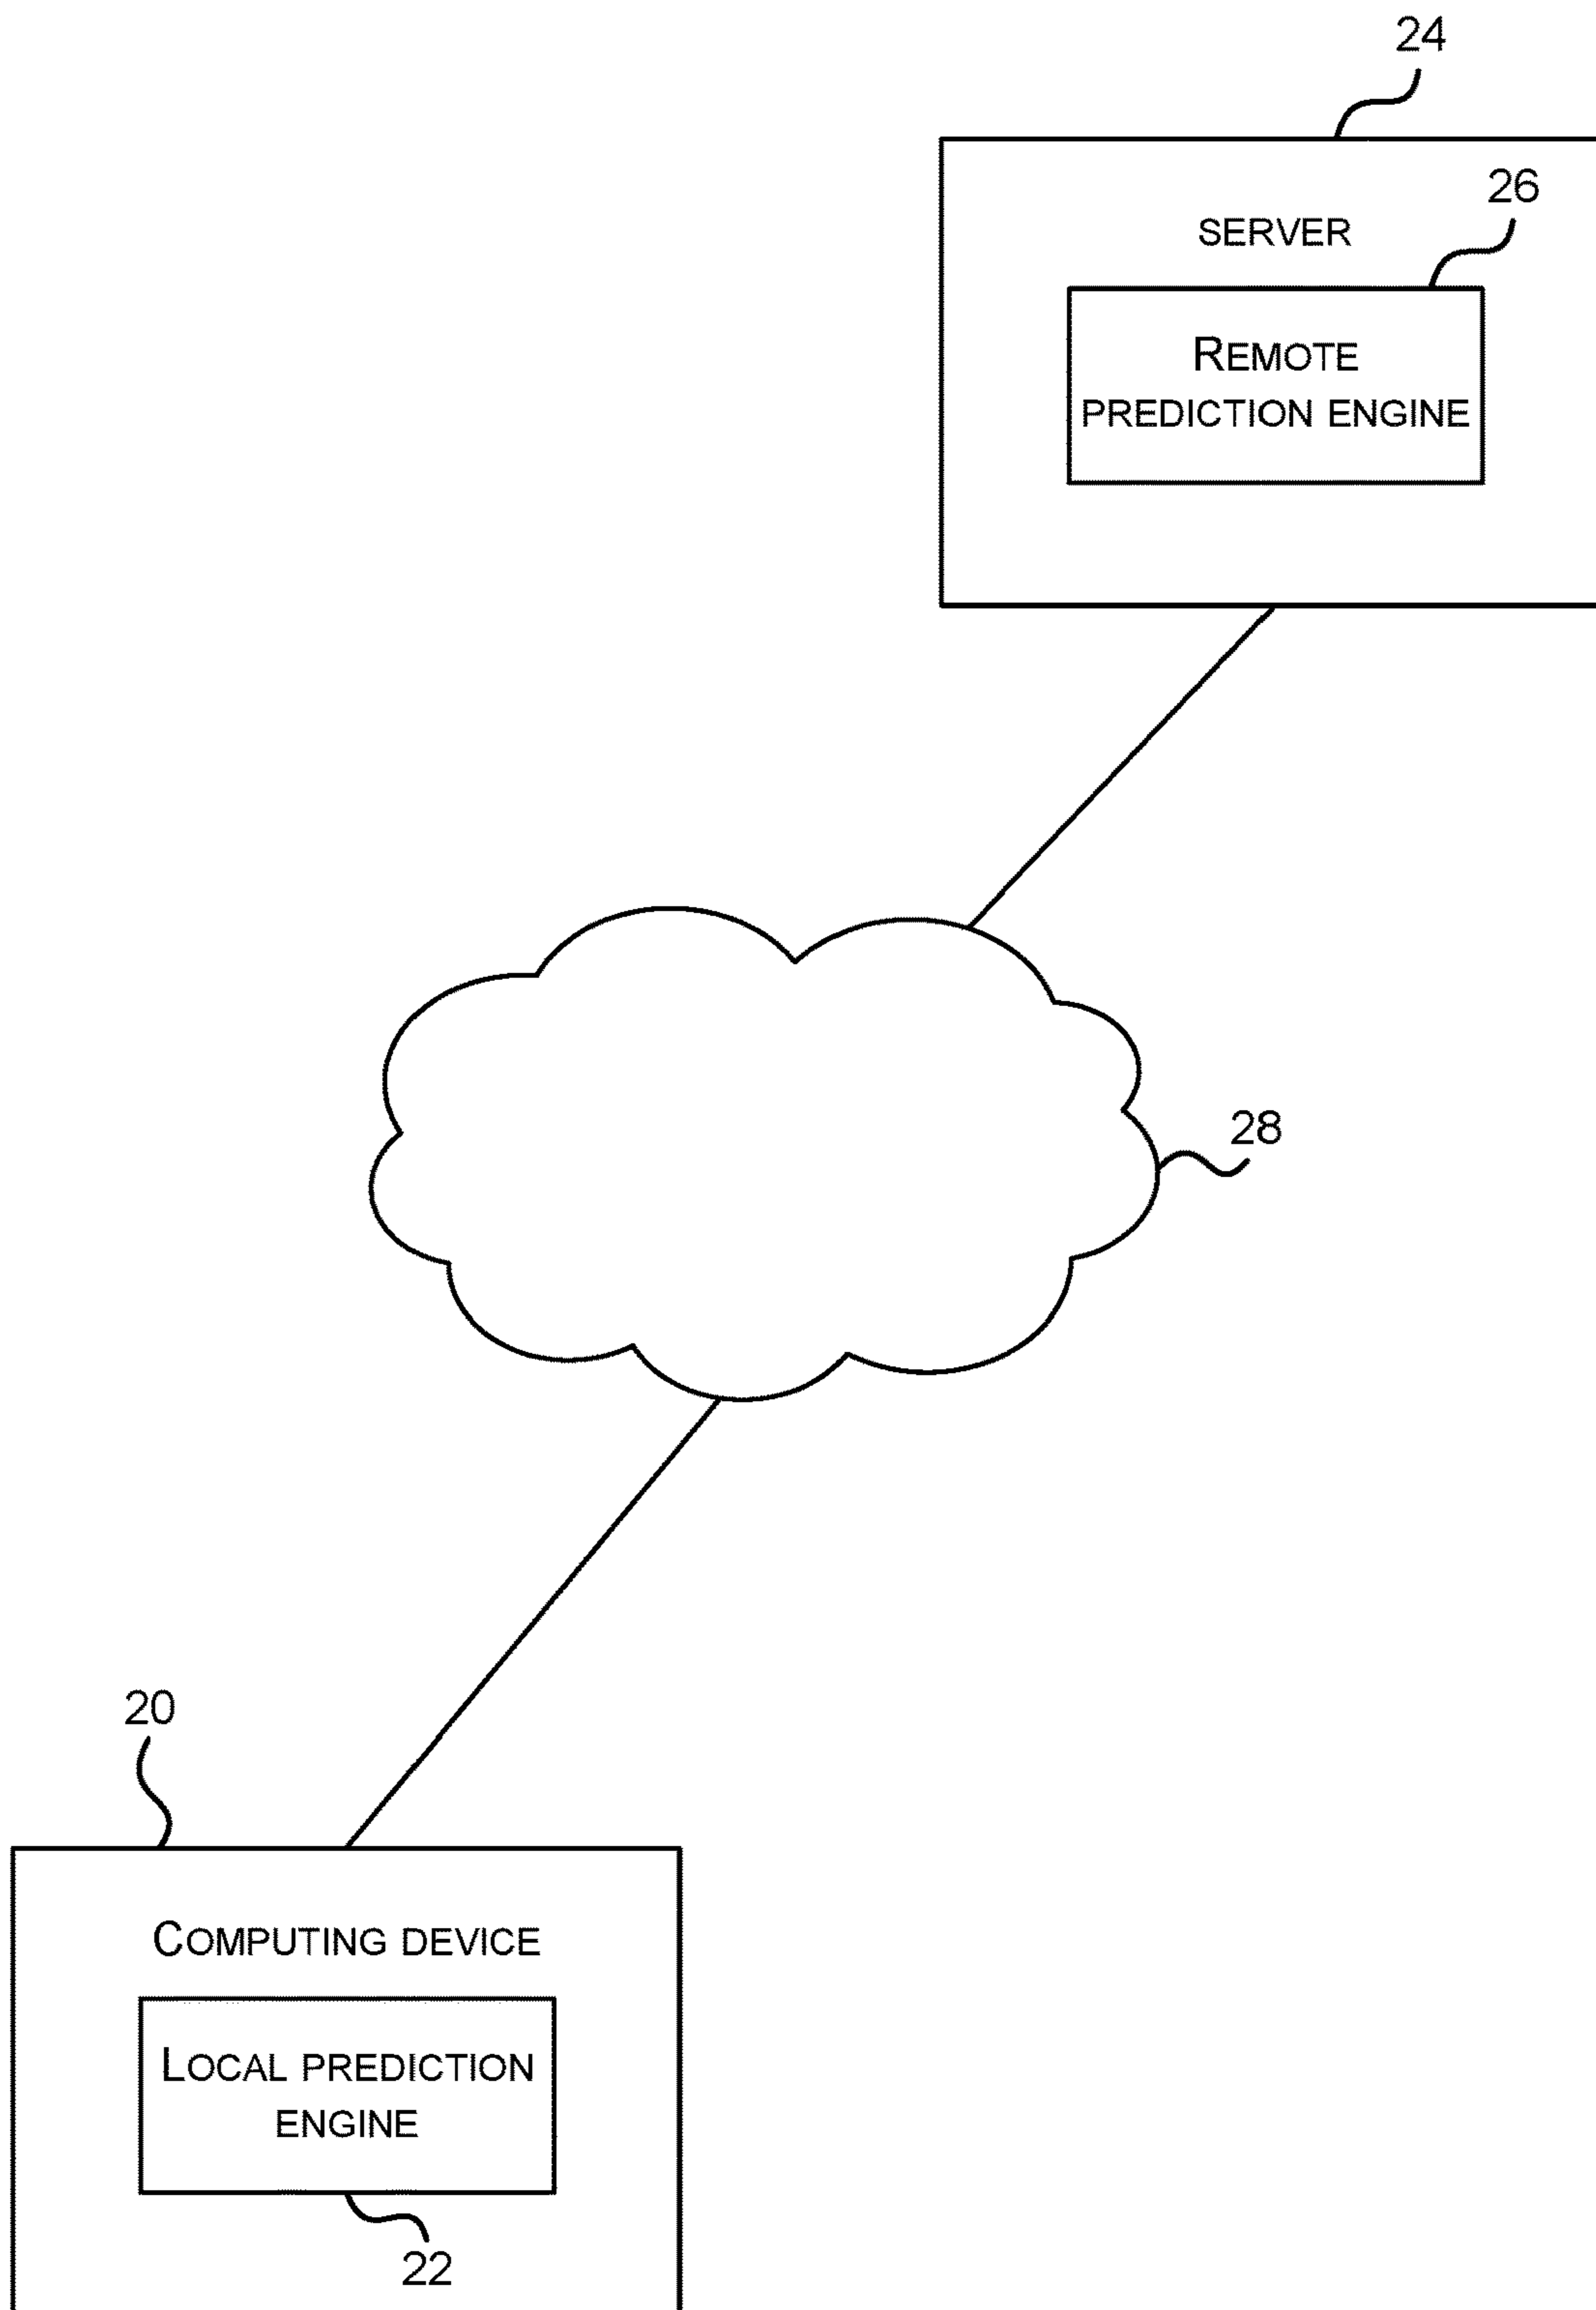 24
26
SERVER
REMOTE
PREDICTION ENGINE
28
20
COMPUTING DEVICE
LOCAL PREDICTION
ENGINE
22